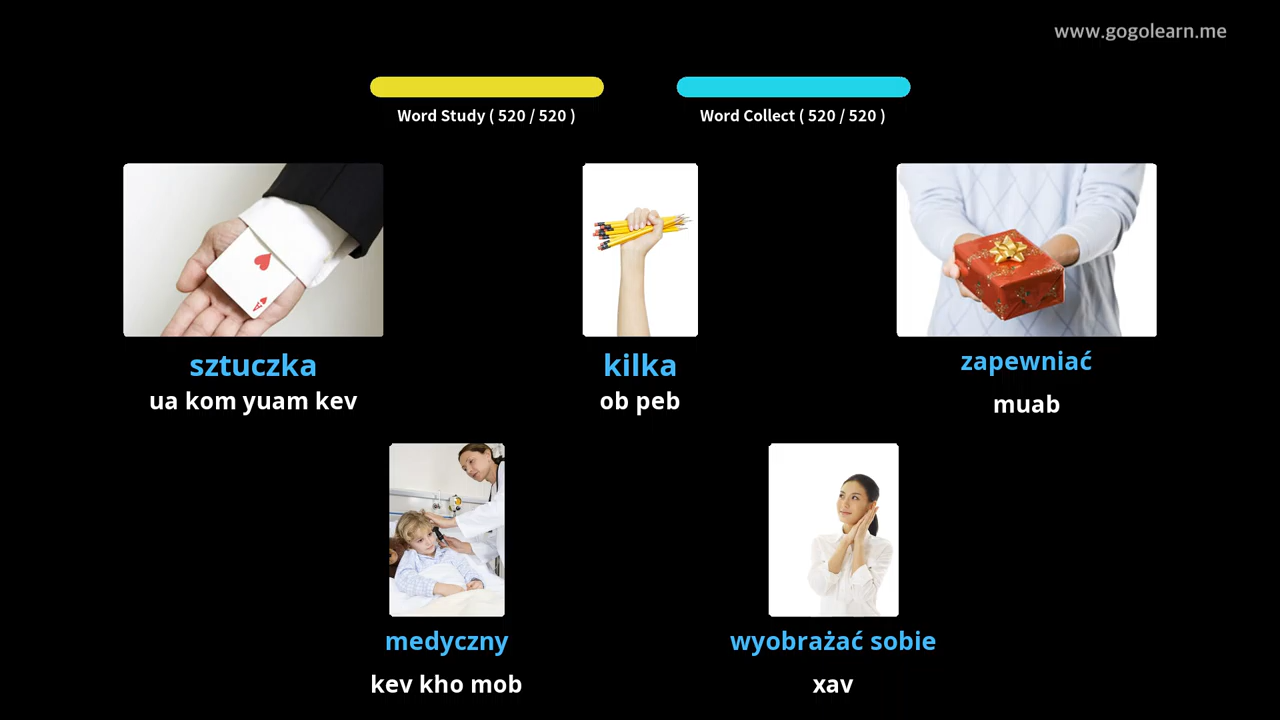 www.gogolearn.me
Word Study ( 520 / 520 )
Word Collect ( 520 / 520 )
sztuczka
ua kom yuam kev
kilka
ob peb
zapewniać
muab
medyczny
kev kho mob
wyobrażać sobie
xav